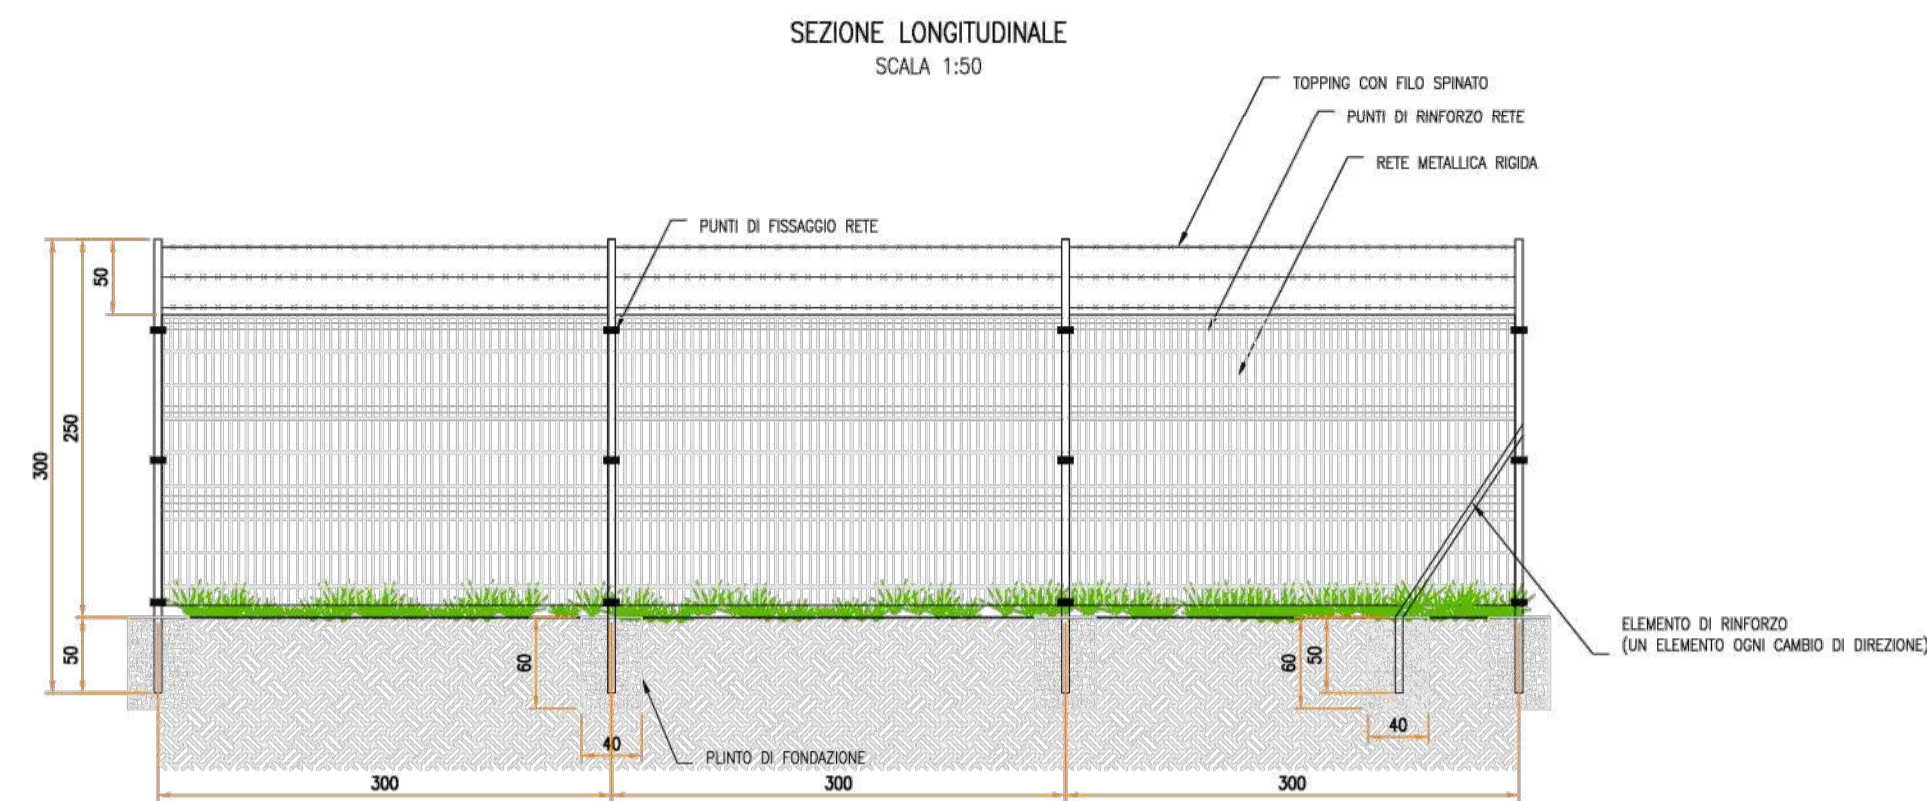 SEZIONE LONGITUDINALE
SCALA 1:50
TOPPING CON FILO SPINATO
PUNTI DI RINFORZO RETE
RETE METALLICA RIGIDA
PUNTI DI FISSAGGIO RETE
50
250
300
50
60
40
60
50
40
ELEMENTO DI RINFORZO
(UN ELEMENTO OGNI CAMBIO DI DIREZIONE)
PLINTO DI FONDAZIONE
300
300
300